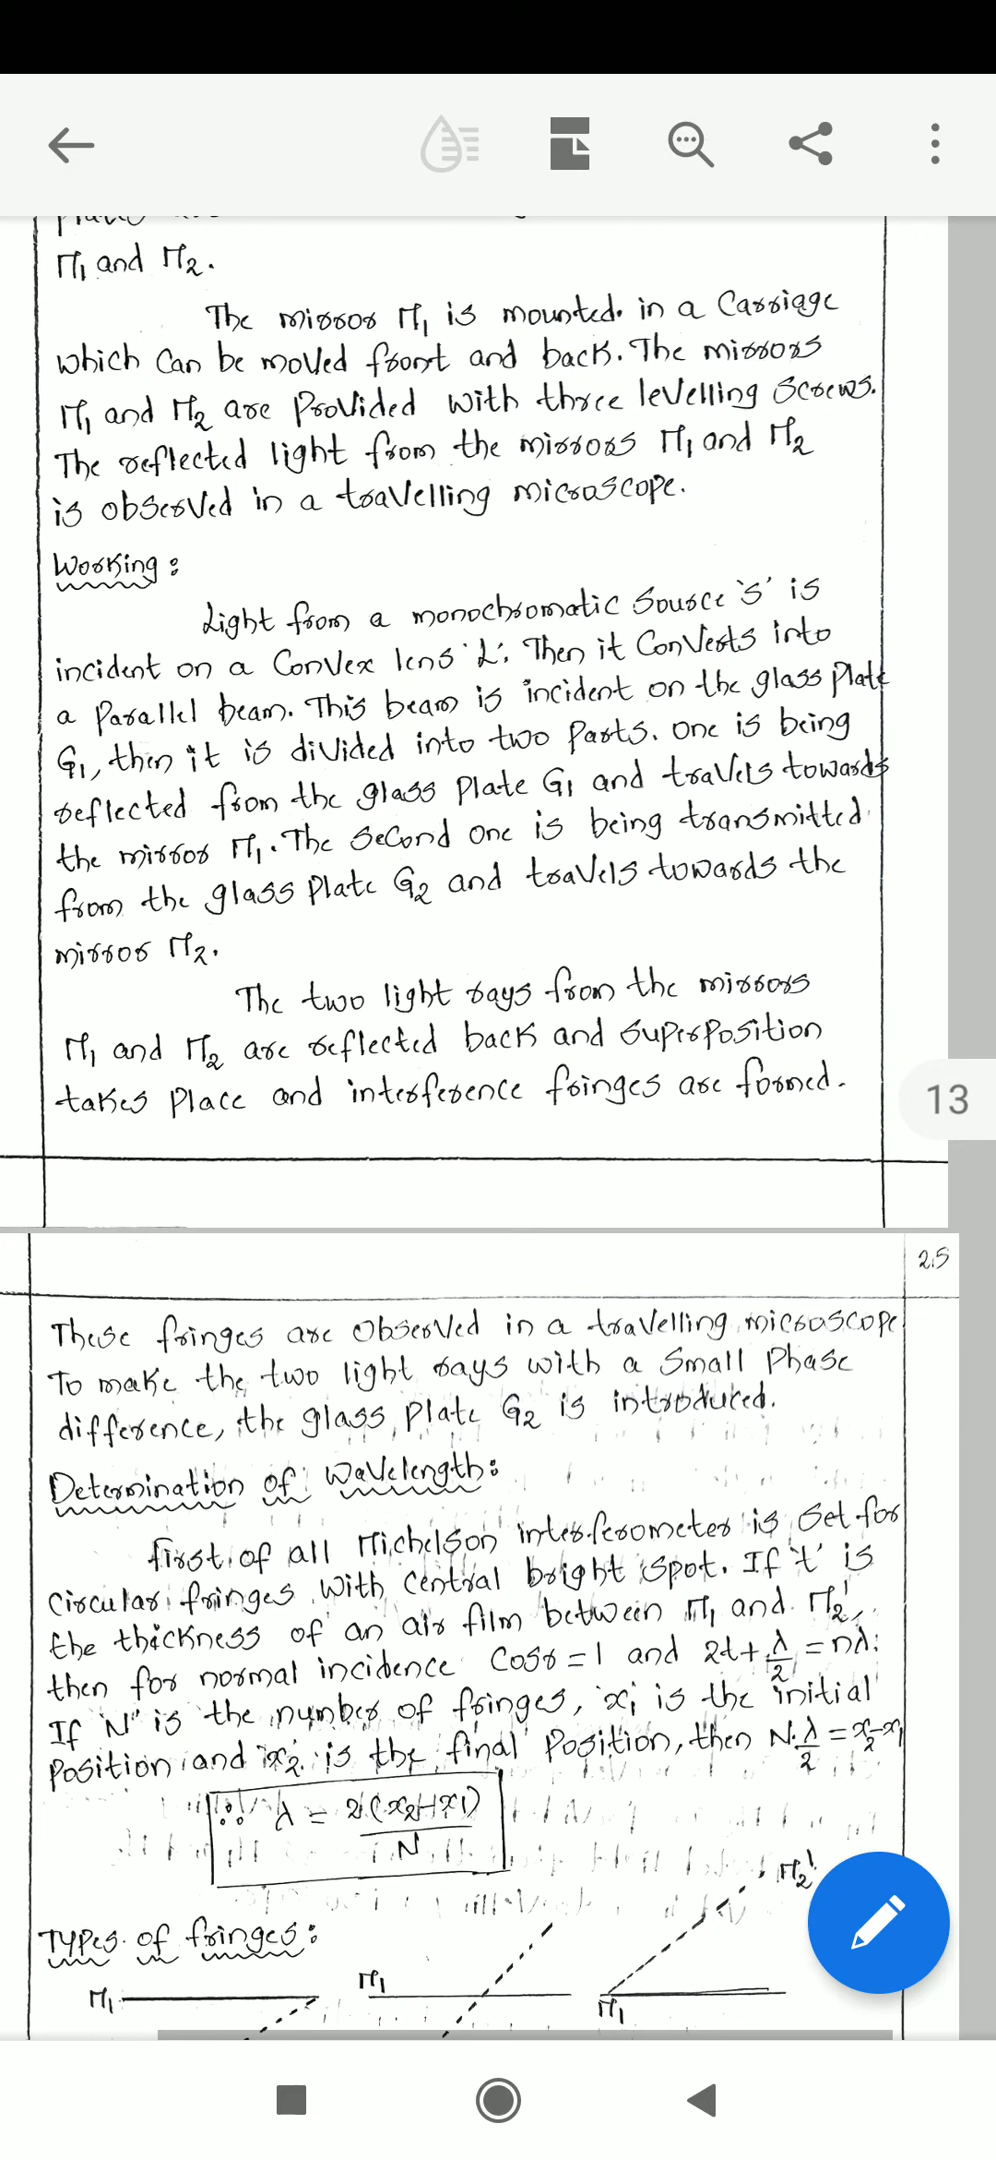 M₁ and M₂.
The mirror M₁ is mounted. in a Carriage
which Can be moved front and back. The mirrors
M₁ and M₂ are Provided with three levelling Screws.
The reflected light from the mirrors M₁ and M₂
is observed in a travelling microscope.
Working :
Light from a monochromatic Source 'S' is
incident on a Convex lens 'L'. Then it Converts into
a Parallel beam. This beam is incident on the glass Plate
G₁, then it is divided into two Parts. One is being
reflected from the glass Plate G₁ and travels towards
the mirror M₁. The Second one is being transmitted
from the glass Plate G₂ and travels towards the
mirror M₂.
The two light rays from the mirrors
M₁ and M₂ are reflected back and Superposition
takes Place and interference fringes are formed.
13
25
These fringes are Observed in a travelling microscope
To make the two light rays with a Small Phase
difference, the glass Plate G₂ is introduced.
Determination of Wavelength :
first of all Michelson interferometer is Set for
Circular fringes with Central bright Spot. If 't' is
the thickness of an air film between M₁ and M₂'
then for normal incidence Cosr = 1 and 2t + λ/2 = nλ.
If 'N' is the number of fringes, x₁ is the initial
Position and x₂ is the final Position, then N.λ/2 = x₂-x₁
∴ λ = 2(x₂-x₁)/N
M₂'
Types of fringes :
M₁ M₁ M₁